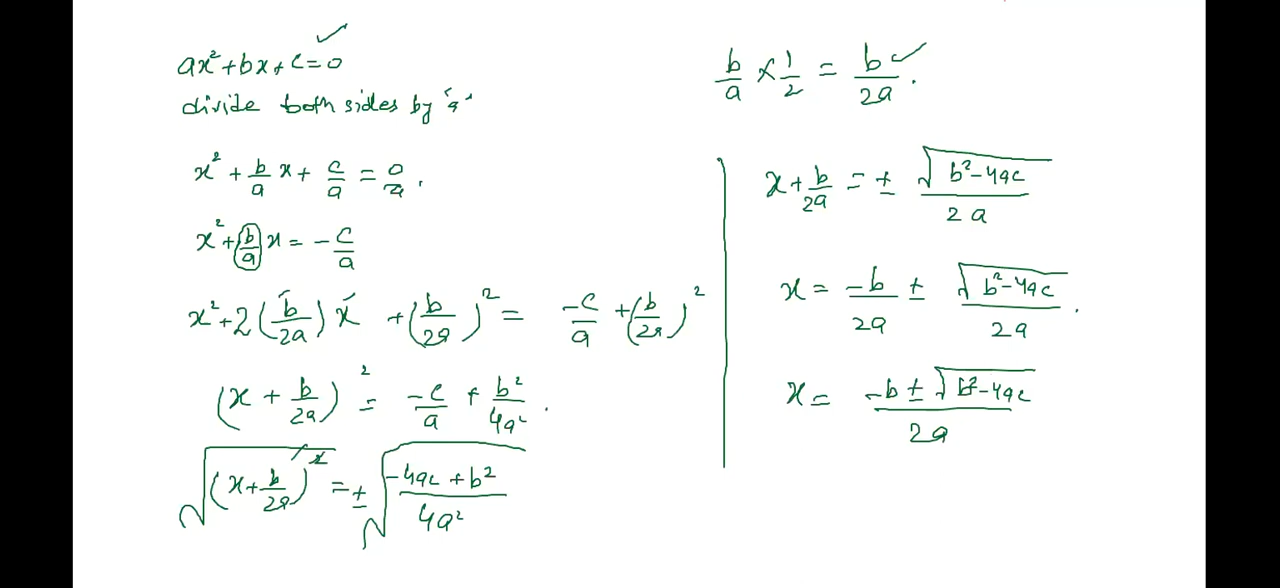 ax²+bx+c=0 ✓
divide both sides by "a"
x² + b/a x + c/a = 0/a .
x² + b/a x = - c/a
x²+2(b/2a) x + (b/2a)² = -c/a + (b/2a)²
(x + b/2a)² = -c/a + b²/4a² .
√(x+b/2a)² = ± √(-4ac+b²/4a²)
b/a × 1/2 = b/2a . ✓
x + b/2a = ± √(b²-4ac)/2a
x = -b/2a ± √(b²-4ac)/2a .
x = -b ± √(b²-4ac)/2a